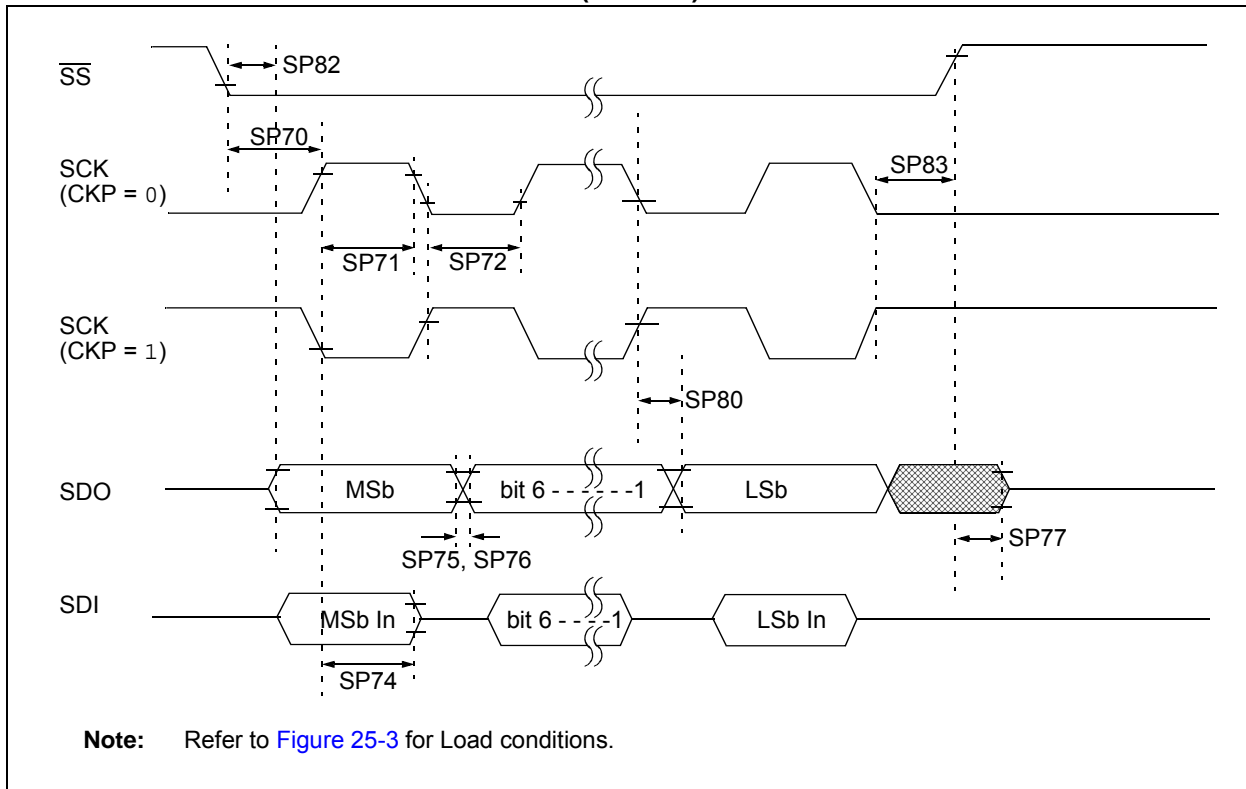 SS
SP82
SP70
SCK
(CKP = 0)
SP83
SP71
SP72
SCK
(CKP = 1)
SP80
SDO
MSb
bit 6 - - - - - -1
LSb
SP75, SP76
SP77
SDI
MSb In
bit 6 - - - -1
LSb In
SP74
Note: Refer to Figure 25-3 for Load conditions.